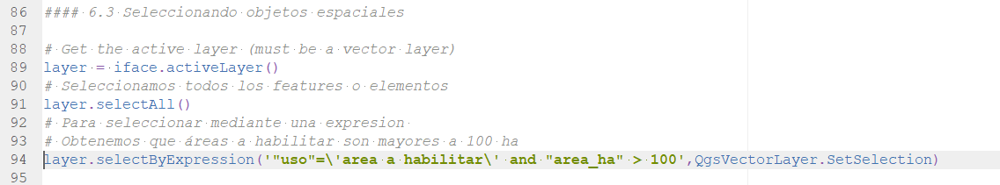 86 #### 6.3 Seleccionando objetos espaciales
87
88 # Get the active layer (must be a vector layer)
89 layer = iface.activeLayer()
90 # Seleccionamos todos los features o elementos
91 layer.selectAll()
92 # Para seleccionar mediante una expresion
93 # Obtenemos que áreas a habilitar son mayores a 100 ha
94 layer.selectByExpression('"uso"=\'area a habilitar\' and "area_ha" > 100',QgsVectorLayer.SetSelection)
95